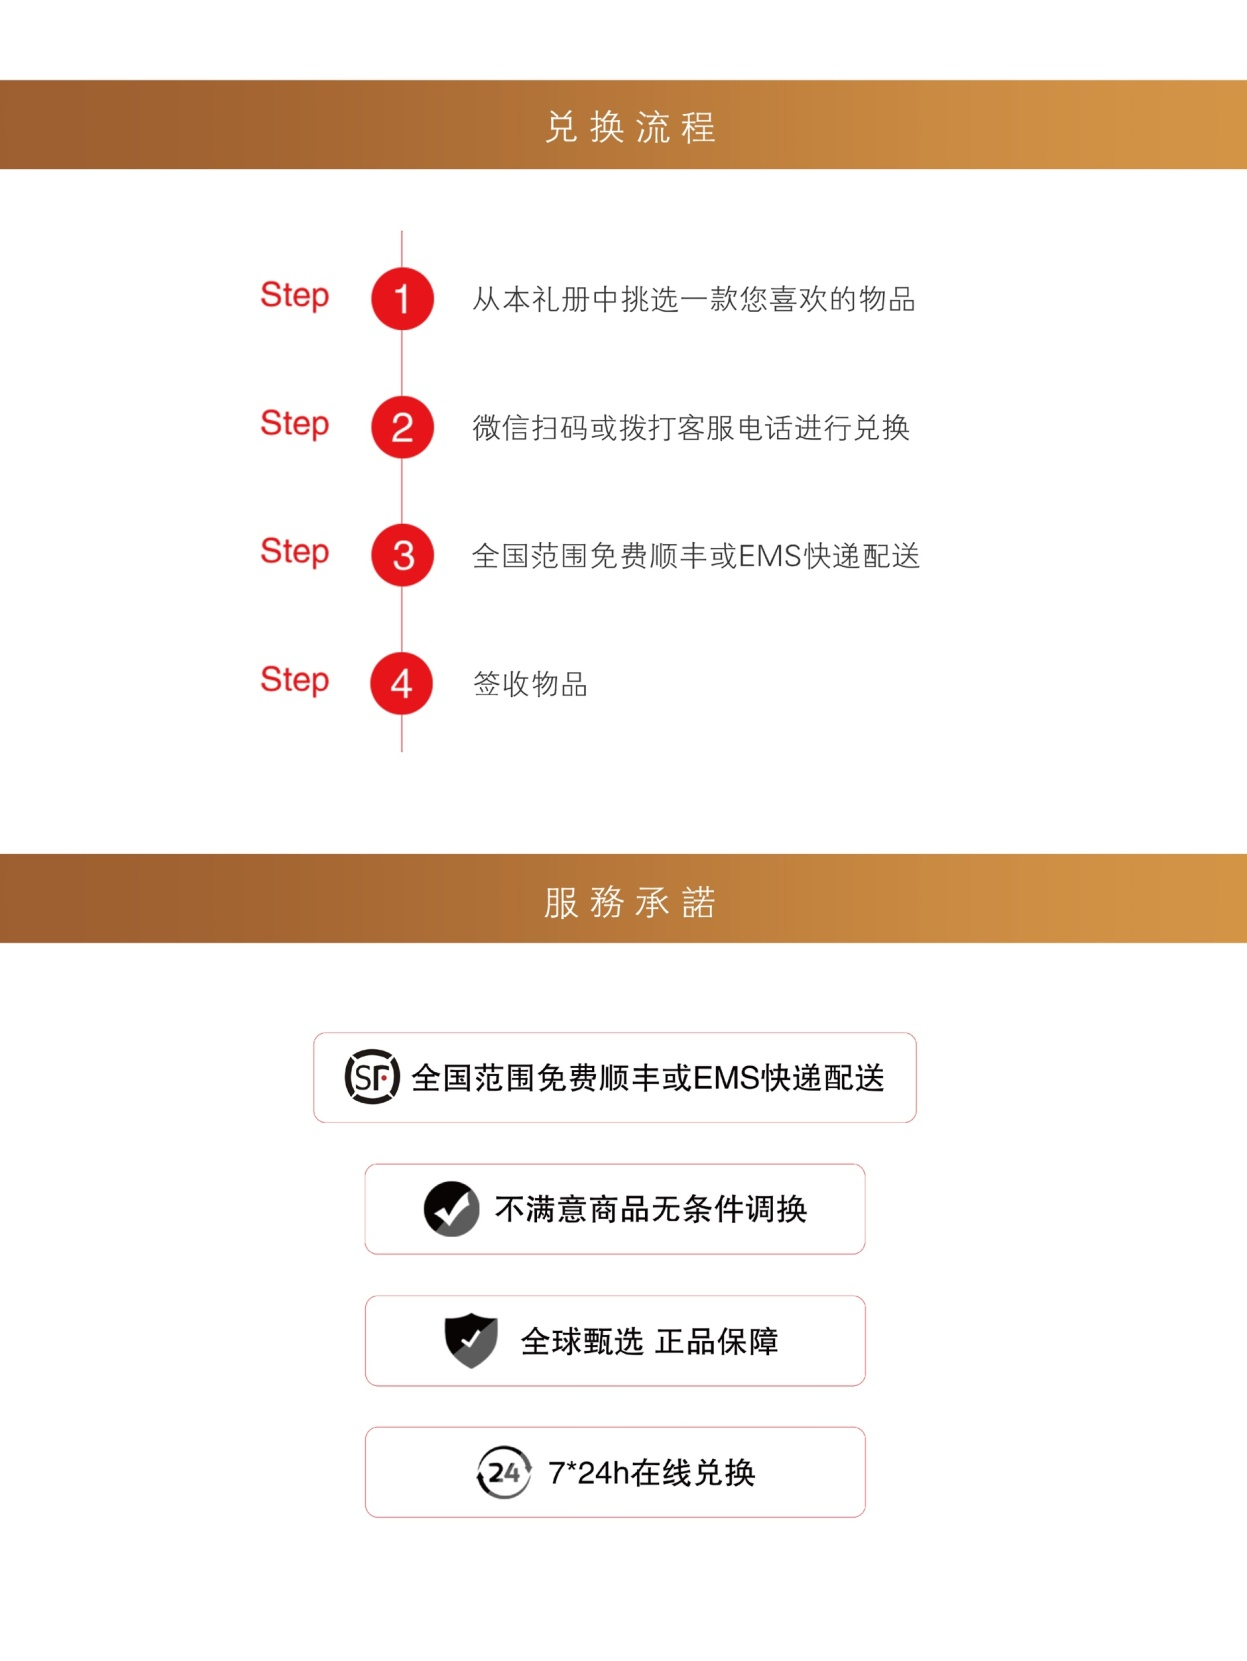 兑换流程
Step 1 从本礼册中挑选一款您喜欢的物品
Step 2 微信扫码或拨打客服电话进行兑换
Step 3 全国范围免费顺丰或EMS快递配送
Step 4 签收物品
服務承諾
SF 全国范围免费顺丰或EMS快递配送
不满意商品无条件调换
全球甄选 正品保障
24 7*24h在线兑换